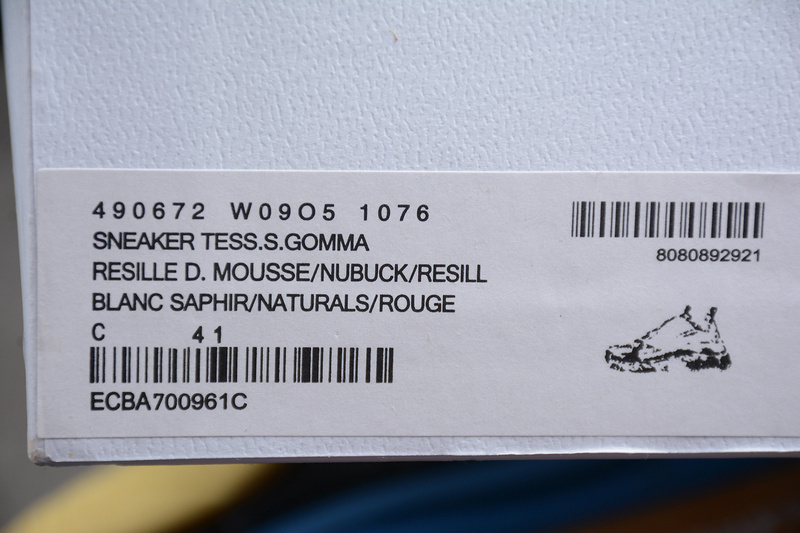 490672 W09O5 1076
SNEAKER TESS.S.GOMMA
RESILLE D. MOUSSE/NUBUCK/RESILL
BLANC SAPHIR/NATURALS/ROUGE
C 41
ECBA700961C
8080892921